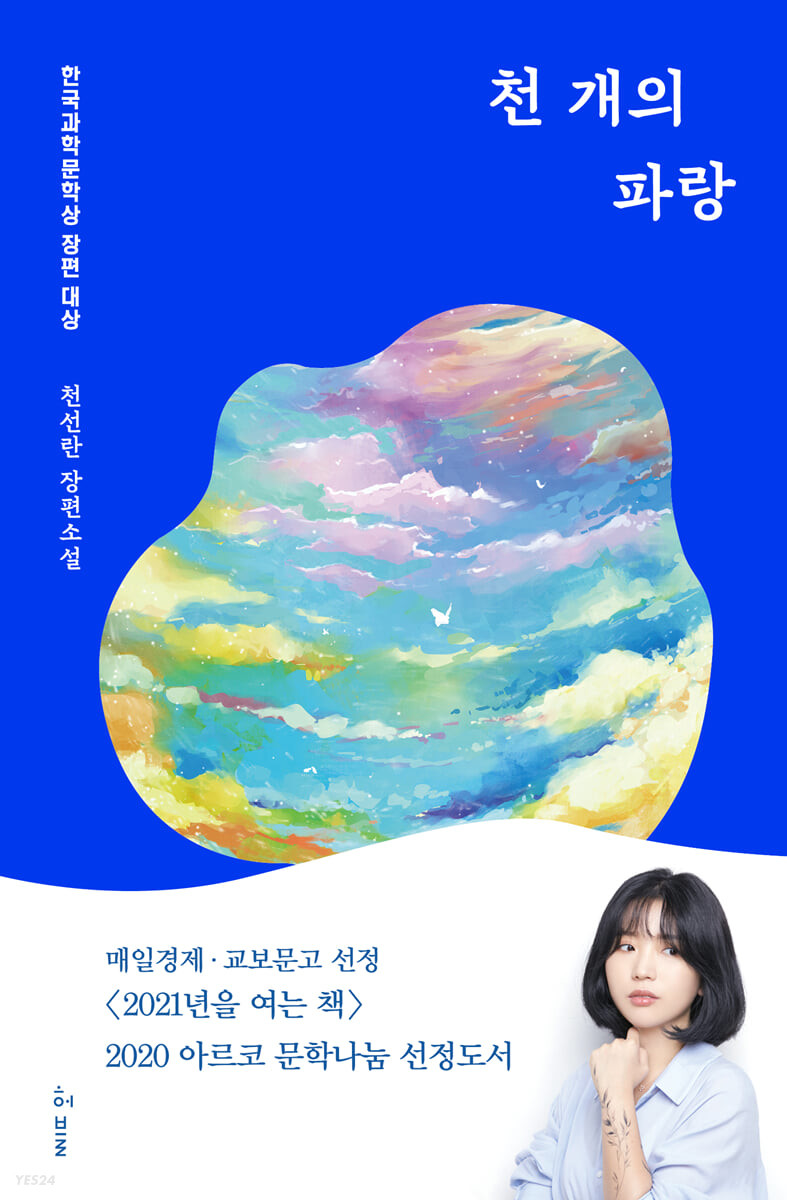 천 개의
파랑
한국과학문학상 장편 대상
천선란 장편소설
매일경제 · 교보문고 선정
〈2021년을 여는 책〉
2020 아르코 문학나눔 선정도서
허블
YES24